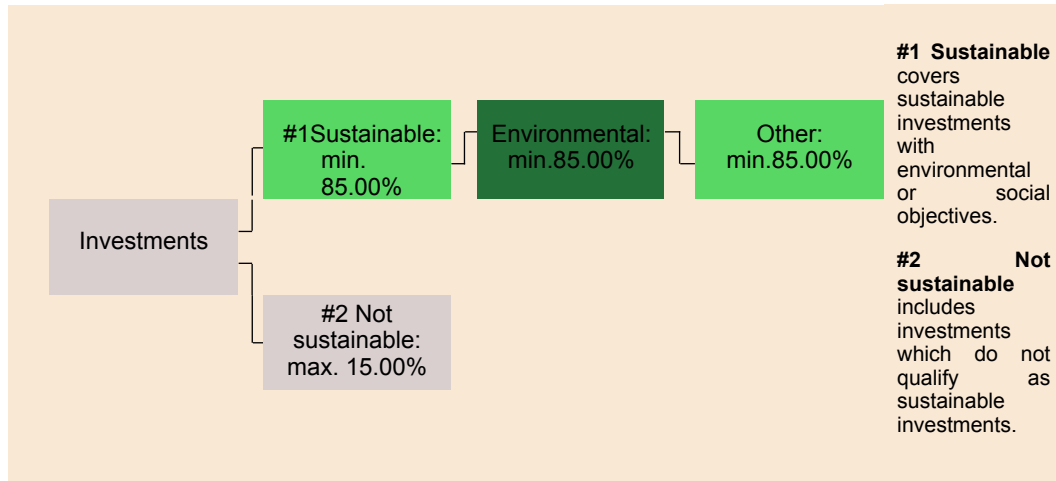 Investments
#1Sustainable:
min.
85.00%
Environmental:
min.85.00%
Other:
min.85.00%
#2 Not
sustainable:
max. 15.00%
#1 Sustainable
covers
sustainable
investments
with
environmental
or social
objectives.
#2 Not
sustainable
includes
investments
which do not
qualify as
sustainable
investments.